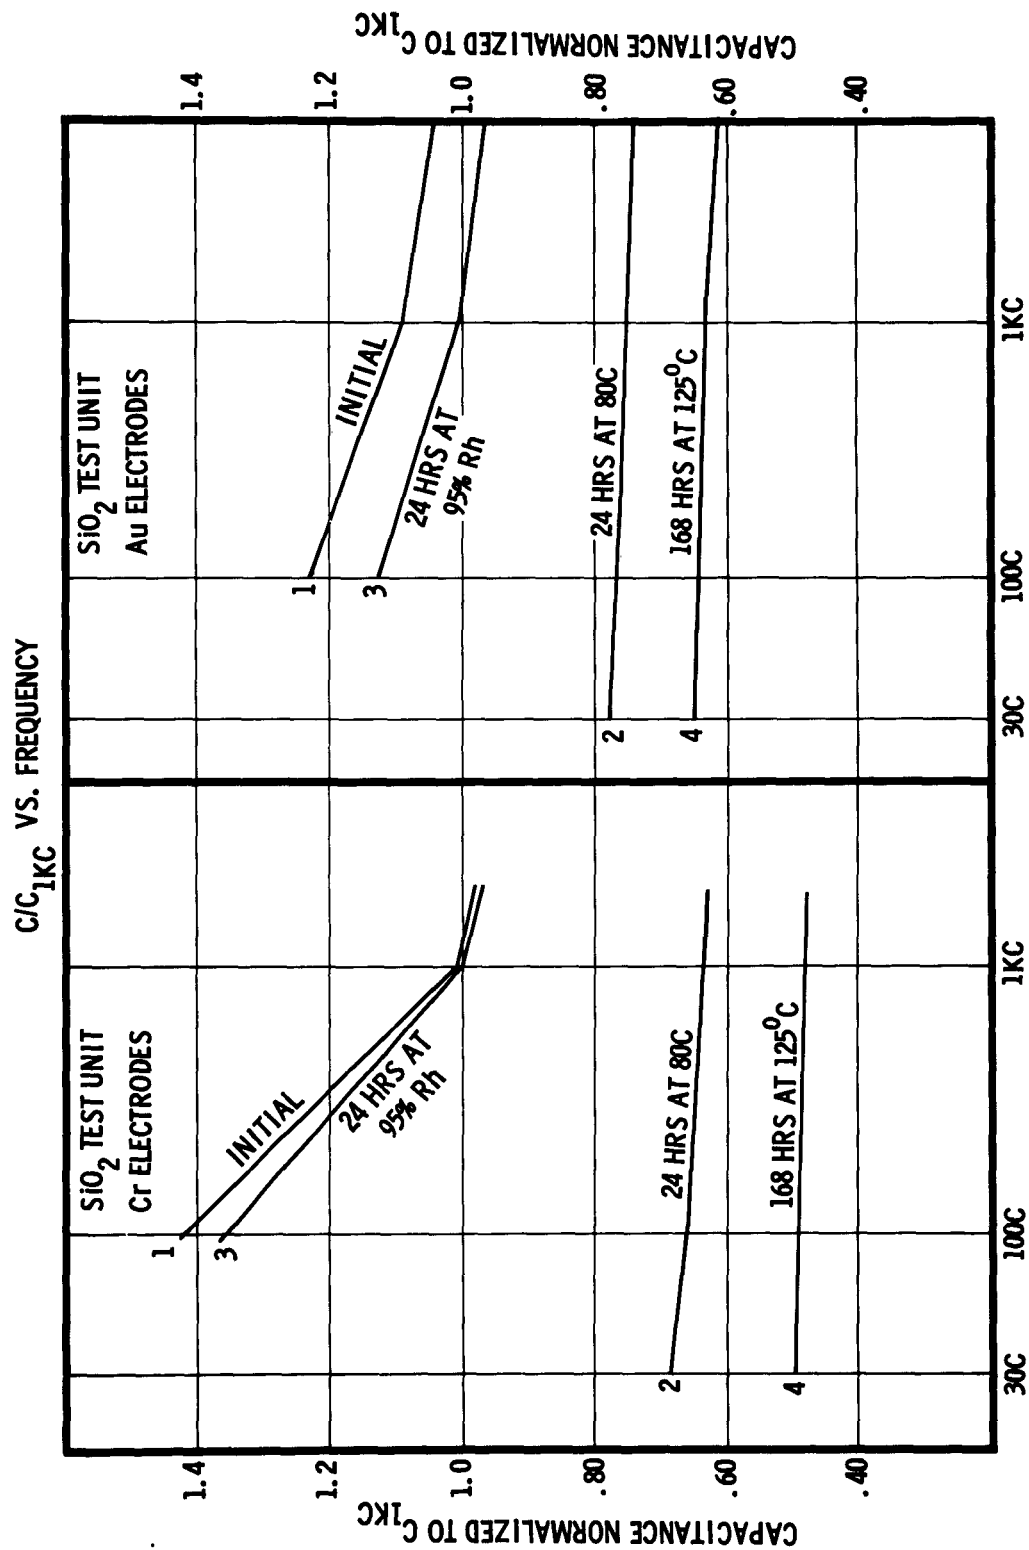 C/C1KC VS. FREQUENCY
SiO2 TEST UNIT
Cr ELECTRODES
SiO2 TEST UNIT
Au ELECTRODES
CAPACITANCE NORMALIZED TO C1KC
1.4
1.2
1.0
.80
.60
.40
1
INITIAL
3
24 HRS AT
95% Rh
2
24 HRS AT 80C
4
168 HRS AT 125⁰C
30C
100C
1KC
1
INITIAL
3
24 HRS AT
95% Rh
2
24 HRS AT 80C
4
168 HRS AT 125⁰C
30C
100C
1KC
1.4
1.2
1.0
.80
.60
.40
CAPACITANCE NORMALIZED TO C1KC